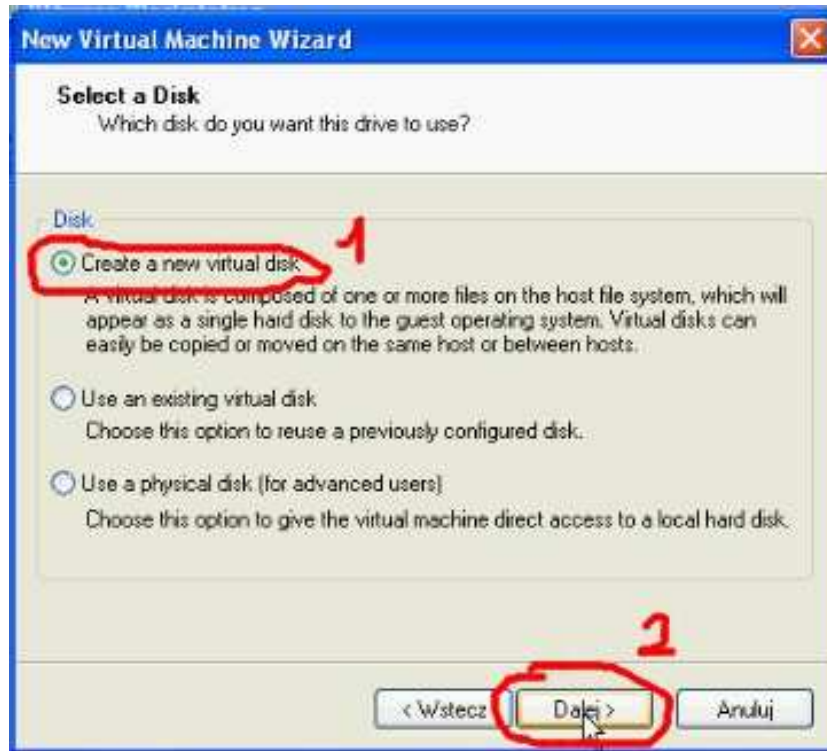 New Virtual Machine Wizard
Select a Disk
Which disk do you want this drive to use?
Disk
1
Create a new virtual disk
A virtual disk is composed of one or more files on the host file system, which will
appear as a single hard disk to the guest operating system. Virtual disks can
easily be copied or moved on the same host or between hosts.
Use an existing virtual disk
Choose this option to reuse a previously configured disk.
Use a physical disk (for advanced users)
Choose this option to give the virtual machine direct access to a local hard disk.
2
< Wstecz Dalej > Anuluj